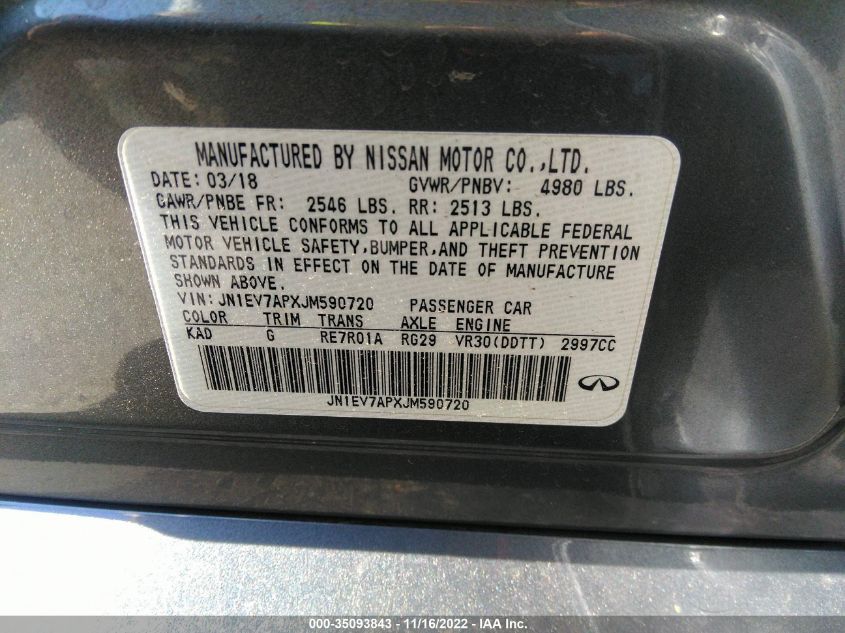 MANUFACTURED BY NISSAN MOTOR CO.,LTD.
DATE: 03/18 GVWR/PNBV: 4980 LBS.
GAWR/PNBE FR: 2546 LBS. RR: 2513 LBS.
THIS VEHICLE CONFORMS TO ALL APPLICABLE FEDERAL
MOTOR VEHICLE SAFETY,BUMPER,AND THEFT PREVENTION
STANDARDS IN EFFECT ON THE DATE OF MANUFACTURE
SHOWN ABOVE.
VIN: JN1EV7APXJM590720 PASSENGER CAR
COLOR TRIM TRANS AXLE ENGINE
KAD G RE7R01A RG29 VR30(DDTT) 2997CC
JN1EV7APXJM590720
000-35093843 - 11/16/2022 - IAA Inc.